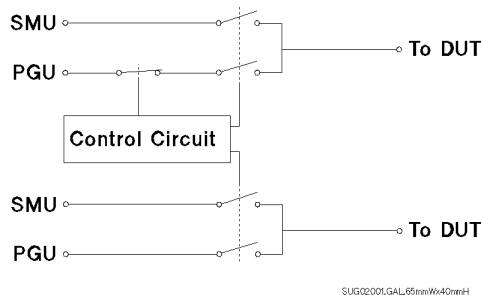 SMU
To DUT
PGU
Control Circuit
SMU
To DUT
PGU
SUG02001.GAL,65mmWx40mmH